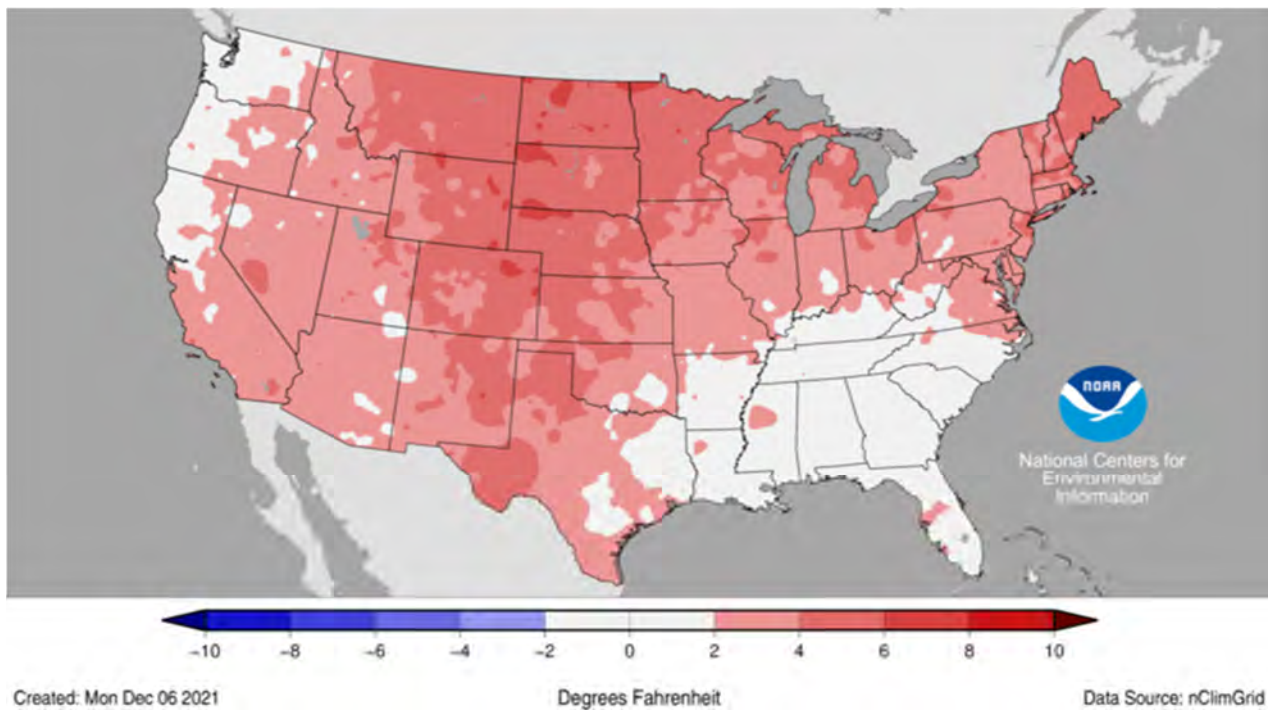 NOAA
National Centers for
Environmental
Information
-10 -8 -6 -4 -2 0 2 4 6 8 10
Created: Mon Dec 06 2021 Degrees Fahrenheit Data Source: nClimGrid